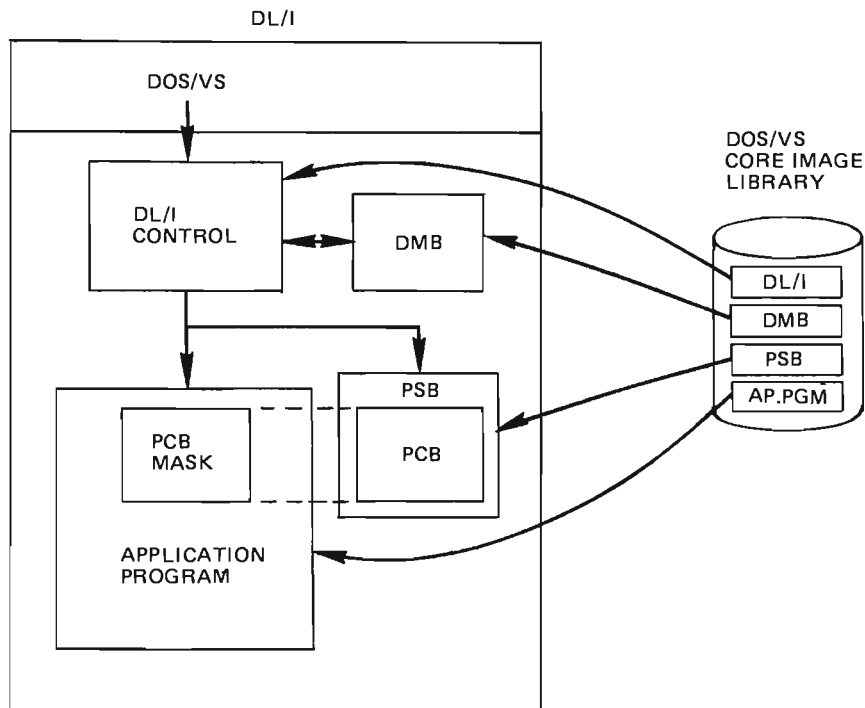 DL/I
DOS/VS
DL/I
CONTROL
DMB
PSB
PCB
MASK
PCB
APPLICATION
PROGRAM
DOS/VS
CORE IMAGE
LIBRARY
DL/I
DMB
PSB
AP.PGM